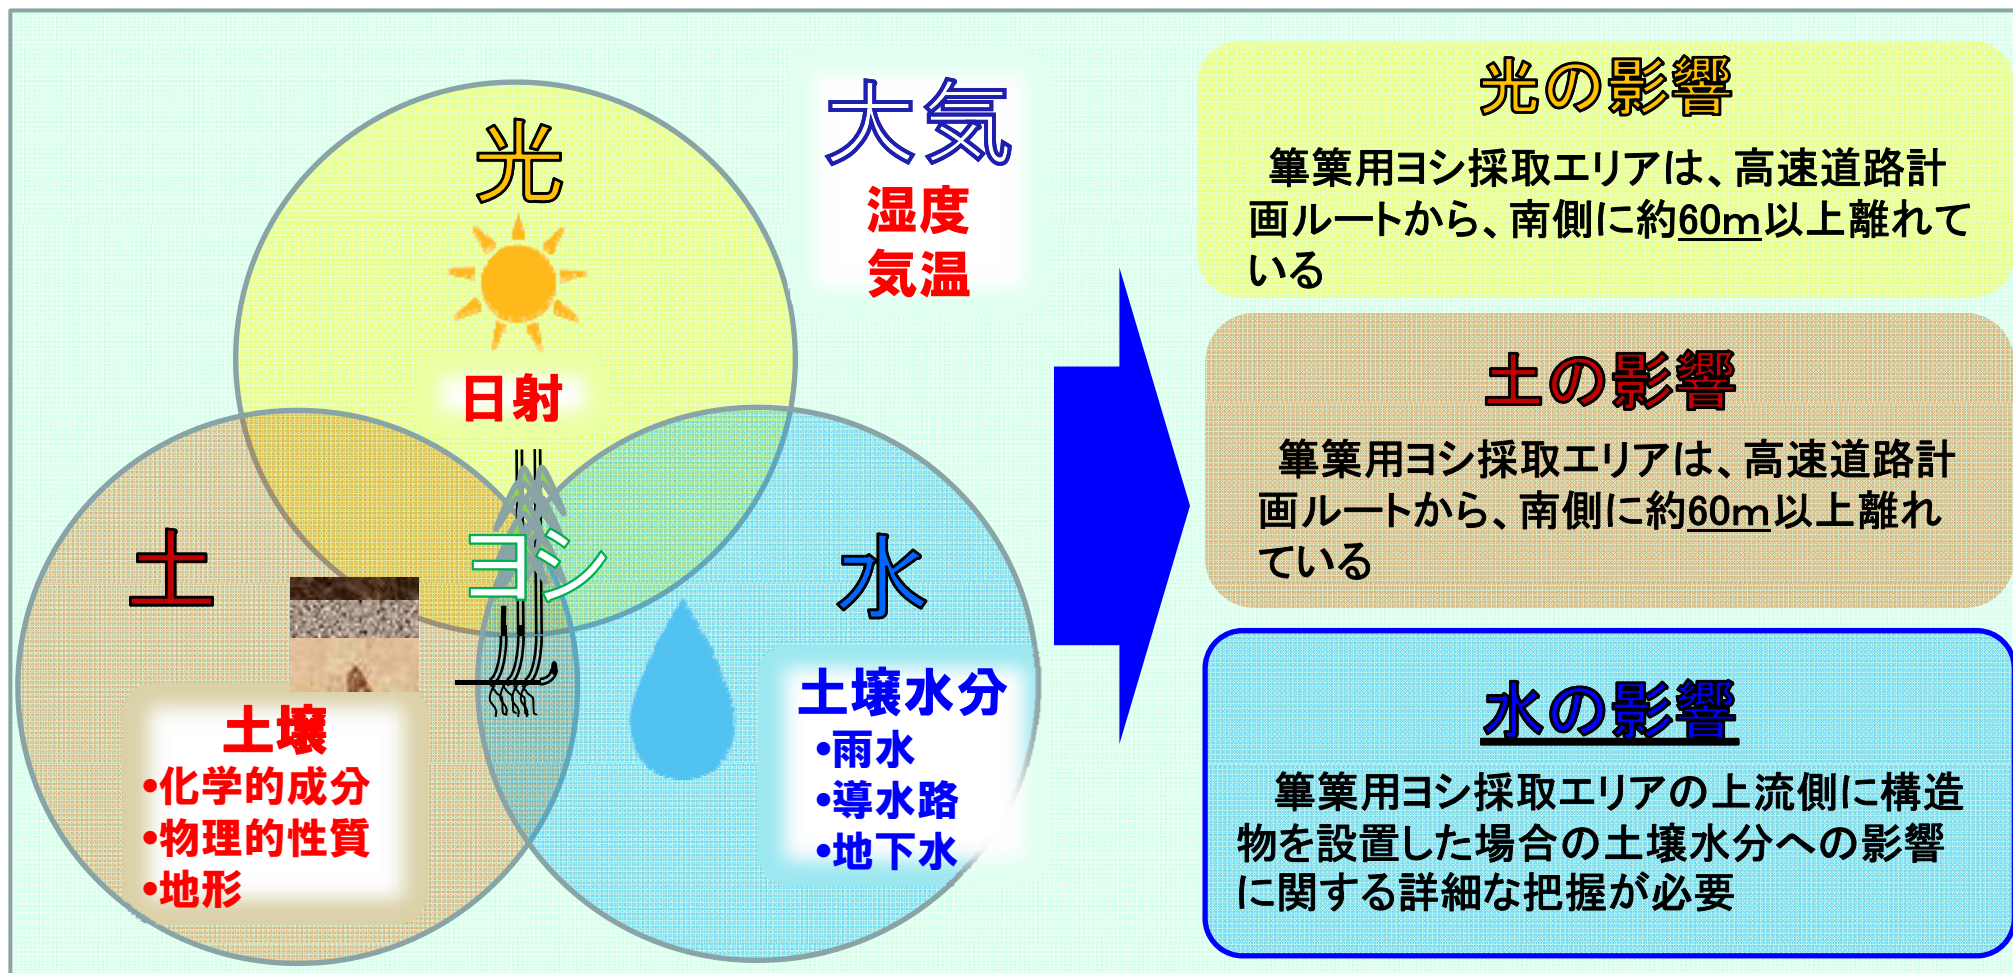 光
日射
大気
湿度
気温
ヨシ
土
土壌
•化学的成分
•物理的性質
•地形
水
土壌水分
•雨水
•導水路
•地下水
光の影響
篳篥用ヨシ採取エリアは、高速道路計
画ルートから、南側に約60m以上離れて
いる
土の影響
篳篥用ヨシ採取エリアは、高速道路計
画ルートから、南側に約60m以上離れ
ている
水の影響
篳篥用ヨシ採取エリアの上流側に構造
物を設置した場合の土壌水分への影響
に関する詳細な把握が必要